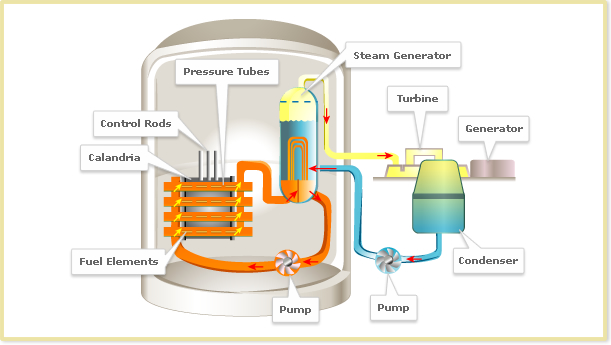 Steam Generator
Pressure Tubes
Turbine
Control Rods
Generator
Calandria
Fuel Elements
Condenser
Pump
Pump